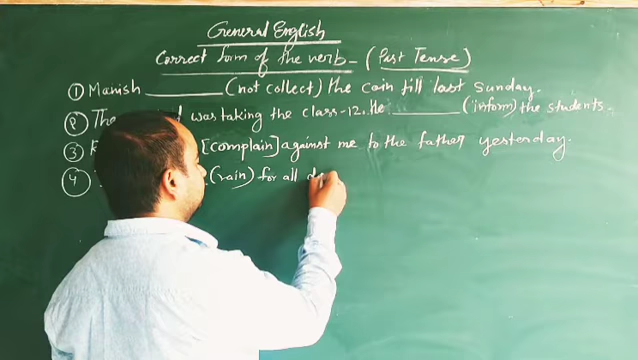 General English
Correct form of the verb - (Past Tense)
① Manish ______ (not collect) the coin till last Sunday.
② The was taking the class-12. He ______ (inform) the students.
③ [complain] against me to the father yesterday.
④ (rain) for all